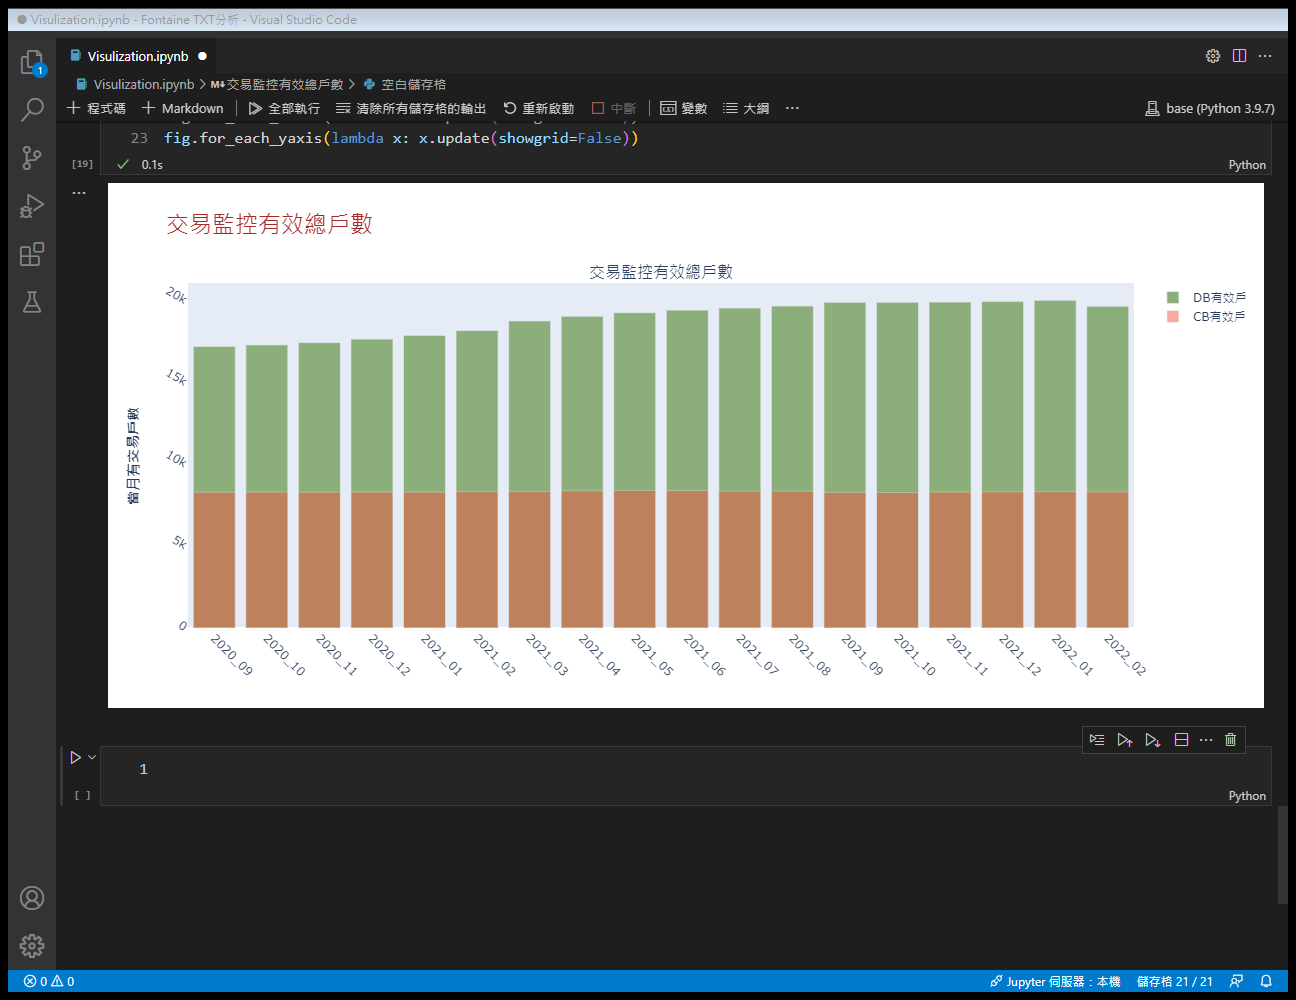 Visulization.ipynb - Fontaine TXT分析 - Visual Studio Code
1
Visulization.ipynb
Visulization.ipynb > M↓交易監控有效總戶數 > 空白儲存格
程式碼 Markdown 全部執行 清除所有儲存格的輸出 重新啟動 中斷 變數 大綱 ... base (Python 3.9.7)
23 fig.for_each_yaxis(lambda x: x.update(showgrid=False))
[19] 0.1s Python
交易監控有效總戶數
交易監控有效總戶數
DB有效戶
CB有效戶
當月有交易戶數
20k
15k
10k
5k
0
2020_09 2020_10 2020_11 2020_12 2021_01 2021_02 2021_03 2021_04 2021_05 2021_06 2021_07 2021_08 2021_09 2021_10 2021_11 2021_12 2022_01 2022_02
1
[ ] Python
0 0 Jupyter 伺服器：本機 儲存格 21 / 21